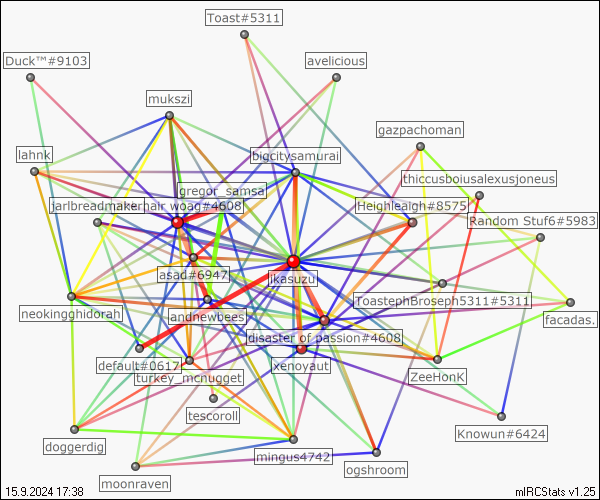 Toast#5311
Duck™#9103
avelicious
mukszi
gazpachoman
lahnk
bigcitysamurai
thiccusboiusalexusjoneus
gregor_samsa
jarlbreadmaker
hair woag#4608
Heighleaigh#8575
Random Stuf6#5983
asad#6947
ikasuzu
ToastephBroseph5311#5311
neokingghidorah
andnewbees
facadas.
disaster of passion#4608
default#0617
xenoyaut
turkey_mcnugget
ZeeHonK
tescoroll
doggerdig
Knowun#6424
mingus4742
ogshroom
moonraven
15.9.2024 17:38
mIRCStats v1.25